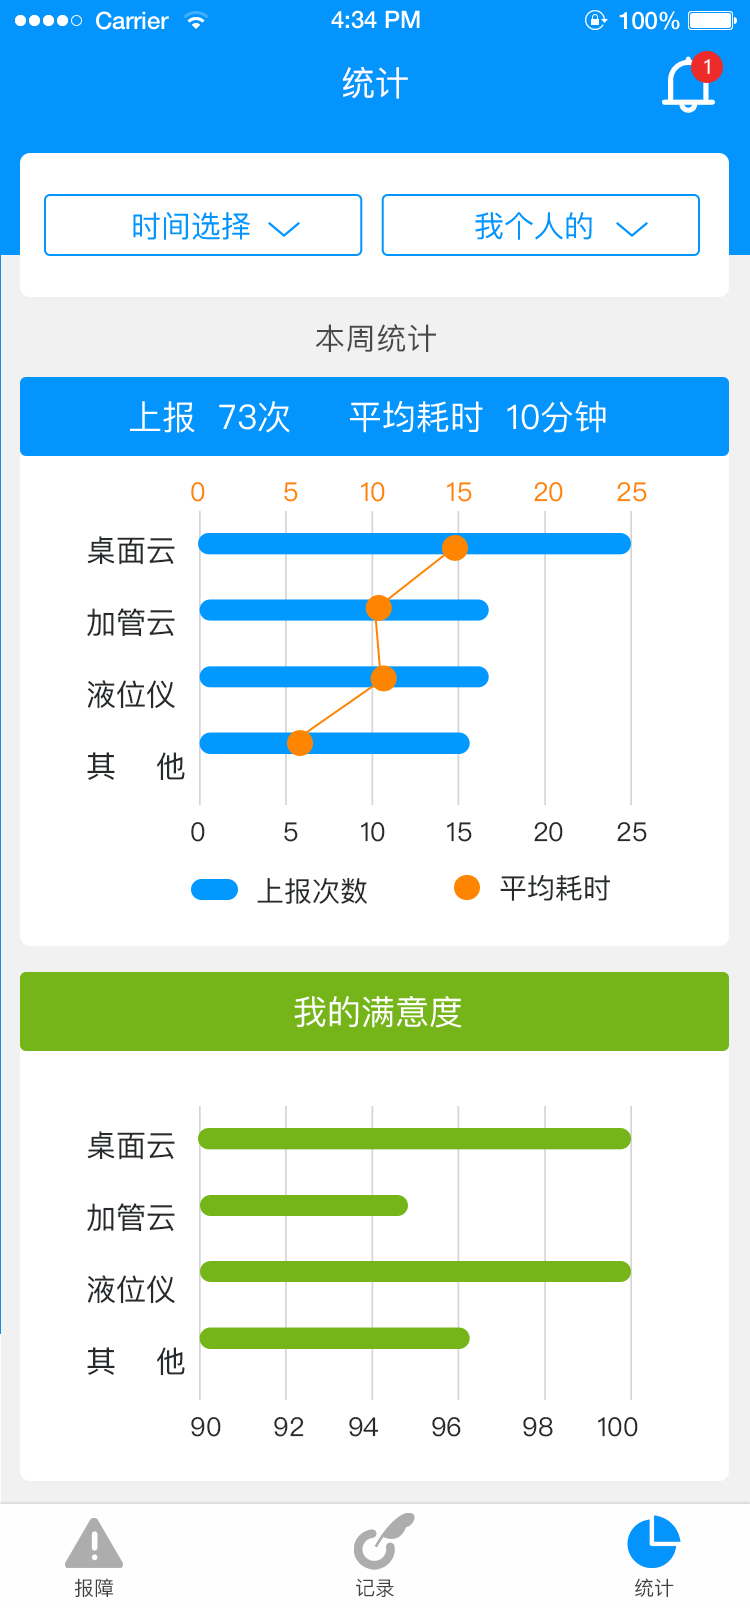 Carrier 4:34 PM 100%
统计
1
时间选择 我个人的
本周统计
上报 73次 平均耗时 10分钟
0 5 10 15 20 25
桌面云
加管云
液位仪
其 他
0 5 10 15 20 25
上报次数 平均耗时
我的满意度
桌面云
加管云
液位仪
其 他
90 92 94 96 98 100
报障 记录 统计